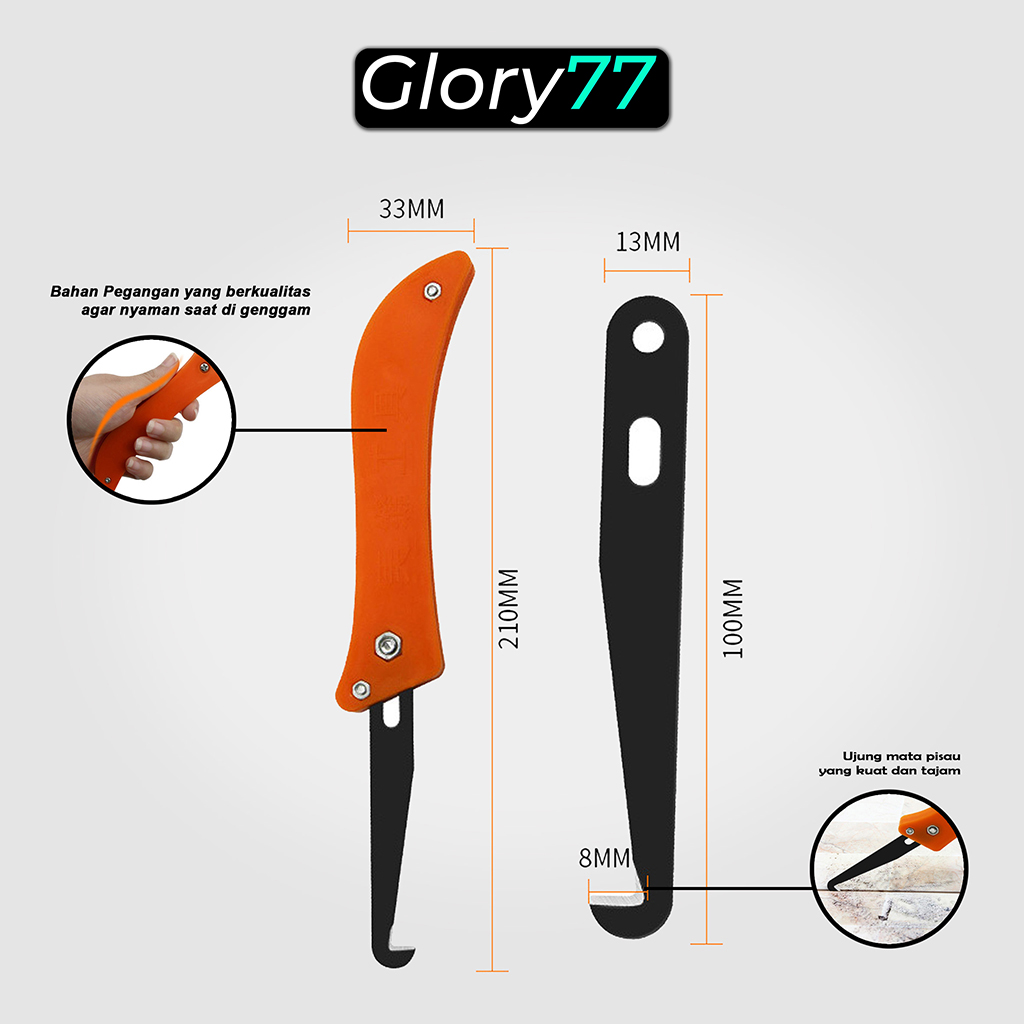 Glory77
33MM
13MM
Bahan Pegangan yang berkualitas
agar nyaman saat di genggam
210MM
100MM
Ujung mata pisau
yang kuat dan tajam
8MM